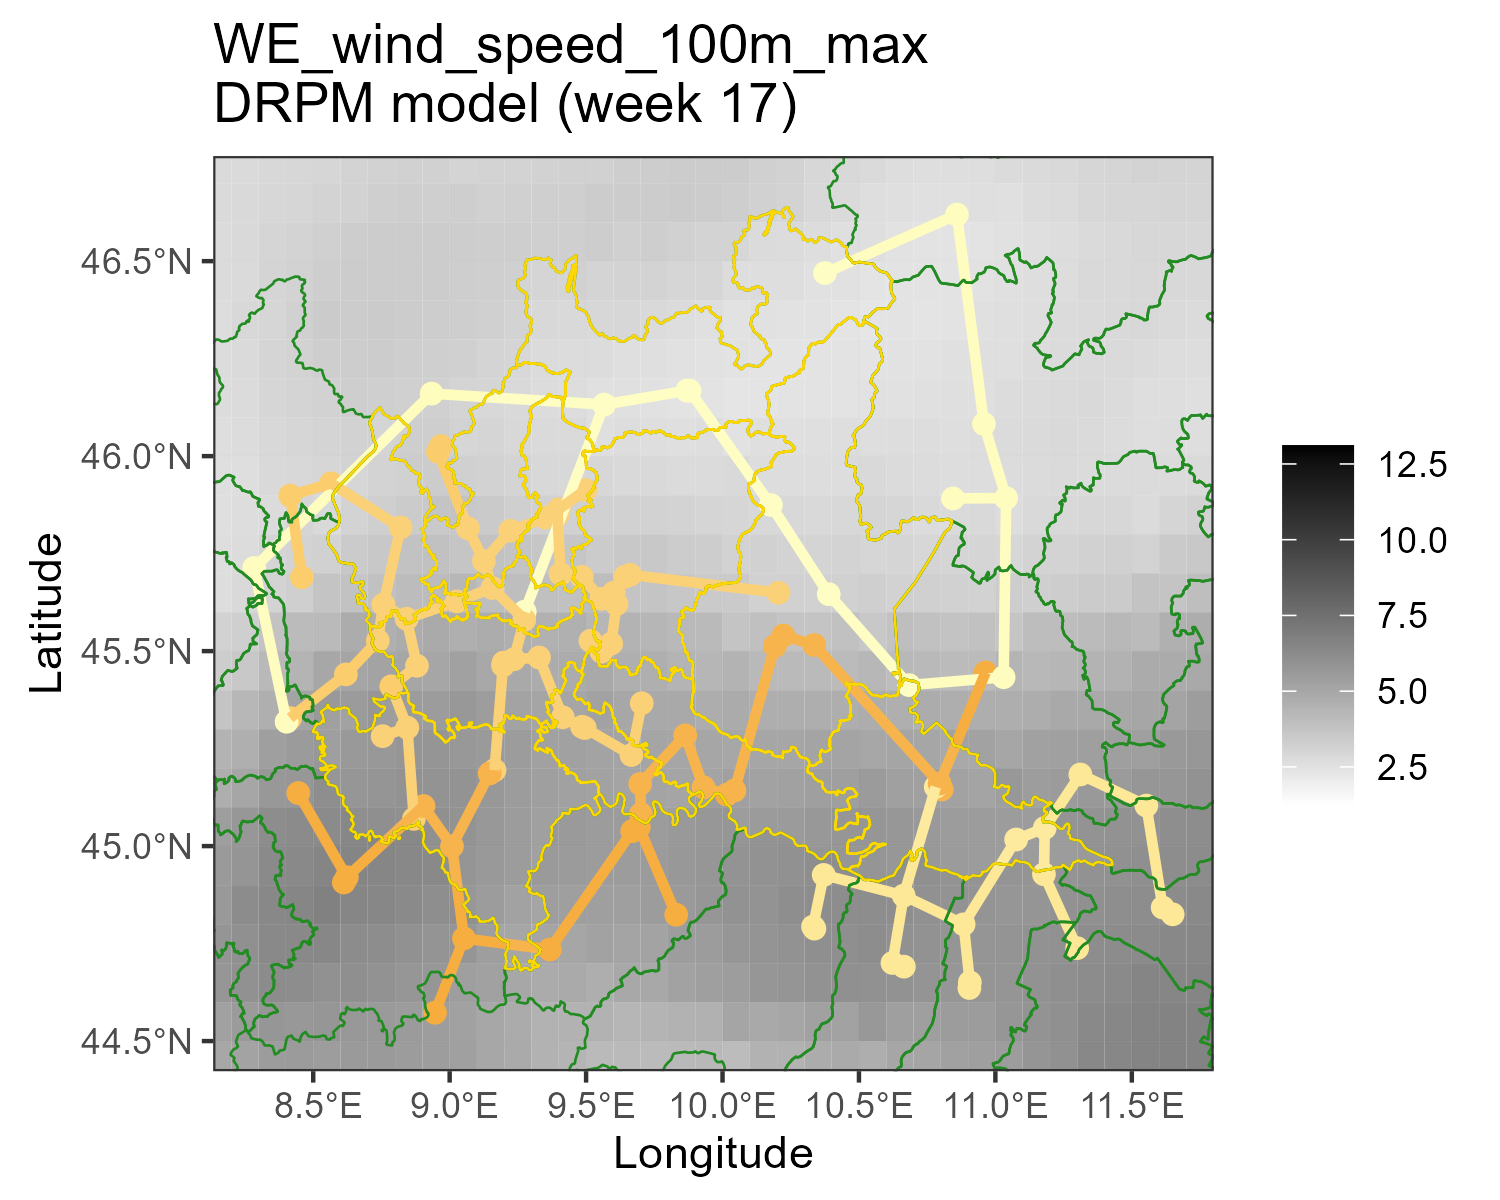 WE_wind_speed_100m_max
DRPM model (week 17)
Latitude
46.5°N
46.0°N
45.5°N
45.0°N
44.5°N
8.5°E
9.0°E
9.5°E
10.0°E
10.5°E
11.0°E
11.5°E
Longitude
12.5
10.0
7.5
5.0
2.5